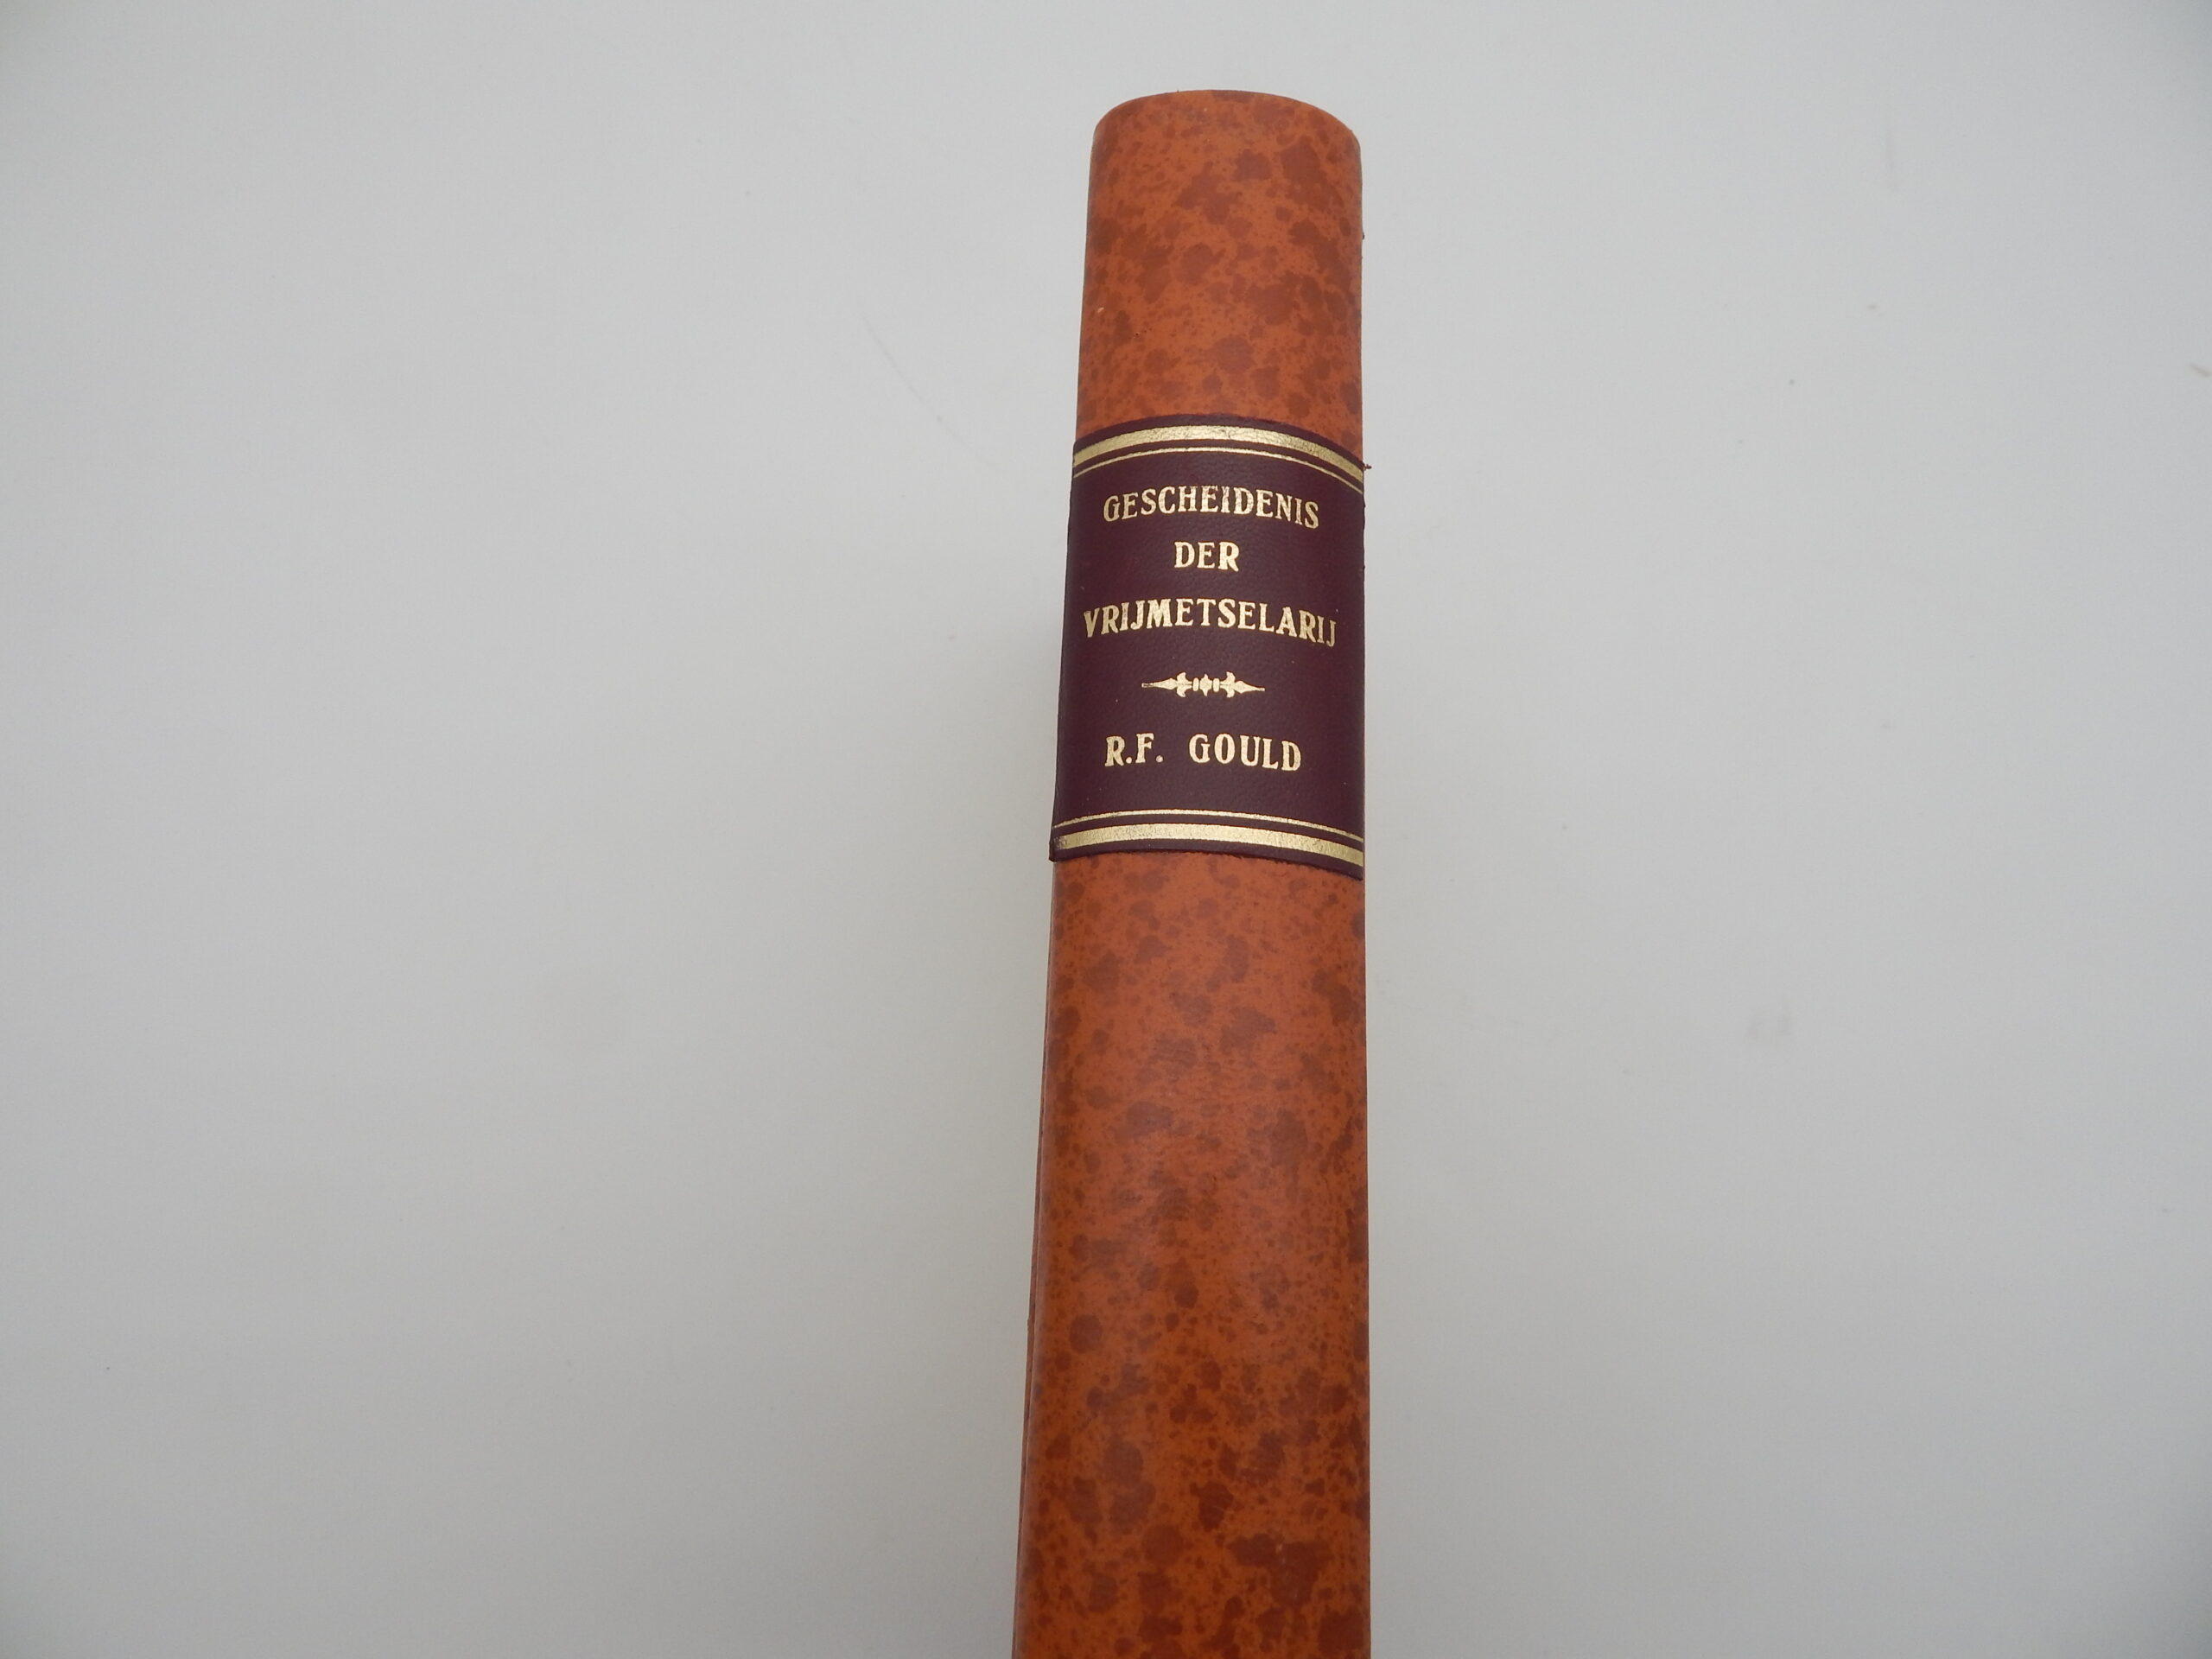 GESCHEIDENIS
DER
VRIJMETSELARIJ
R.F. GOULD